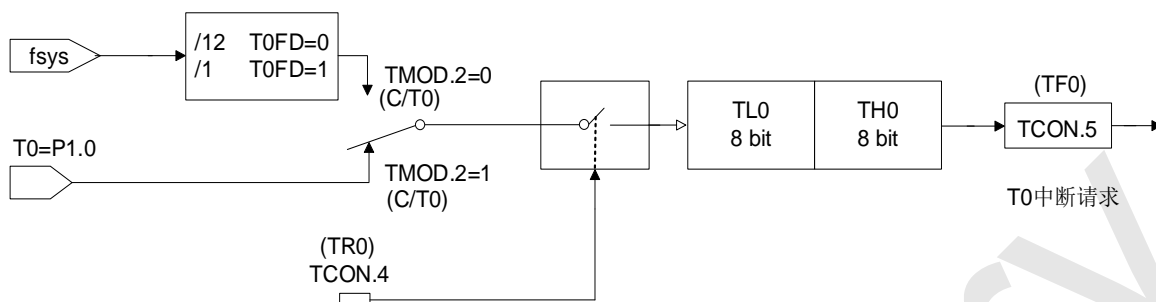 fsys
/12 T0FD=0
/1 T0FD=1
TMOD.2=0
(C/T0)
T0=P1.0
TMOD.2=1
(C/T0)
(TR0)
TCON.4
TL0
8 bit
TH0
8 bit
(TF0)
TCON.5
T0中断请求